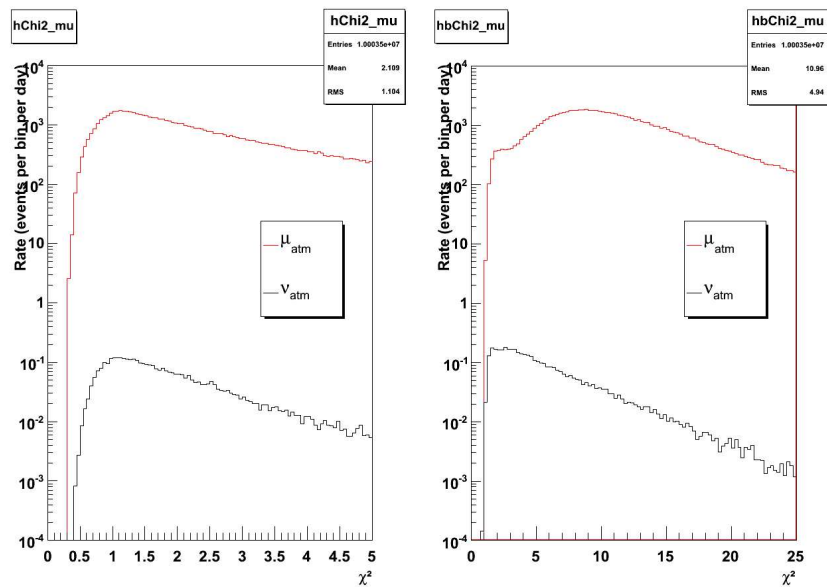 hChi2_mu
hChi2_mu
Entries 1.00035e+07
Mean 2.109
RMS 1.104
Rate (events per bin per day)
10⁴
10³
10²
10
1
10⁻¹
10⁻²
10⁻³
10⁻⁴
μatm
νatm
0 0.5 1 1.5 2 2.5 3 3.5 4 4.5 5
χ²
hbChi2_mu
hbChi2_mu
Entries 1.00035e+07
Mean 10.96
RMS 4.94
Rate (events per bin per day)
10⁴
10³
10²
10
1
10⁻¹
10⁻²
10⁻³
10⁻⁴
μatm
νatm
0 5 10 15 20 25
χ²